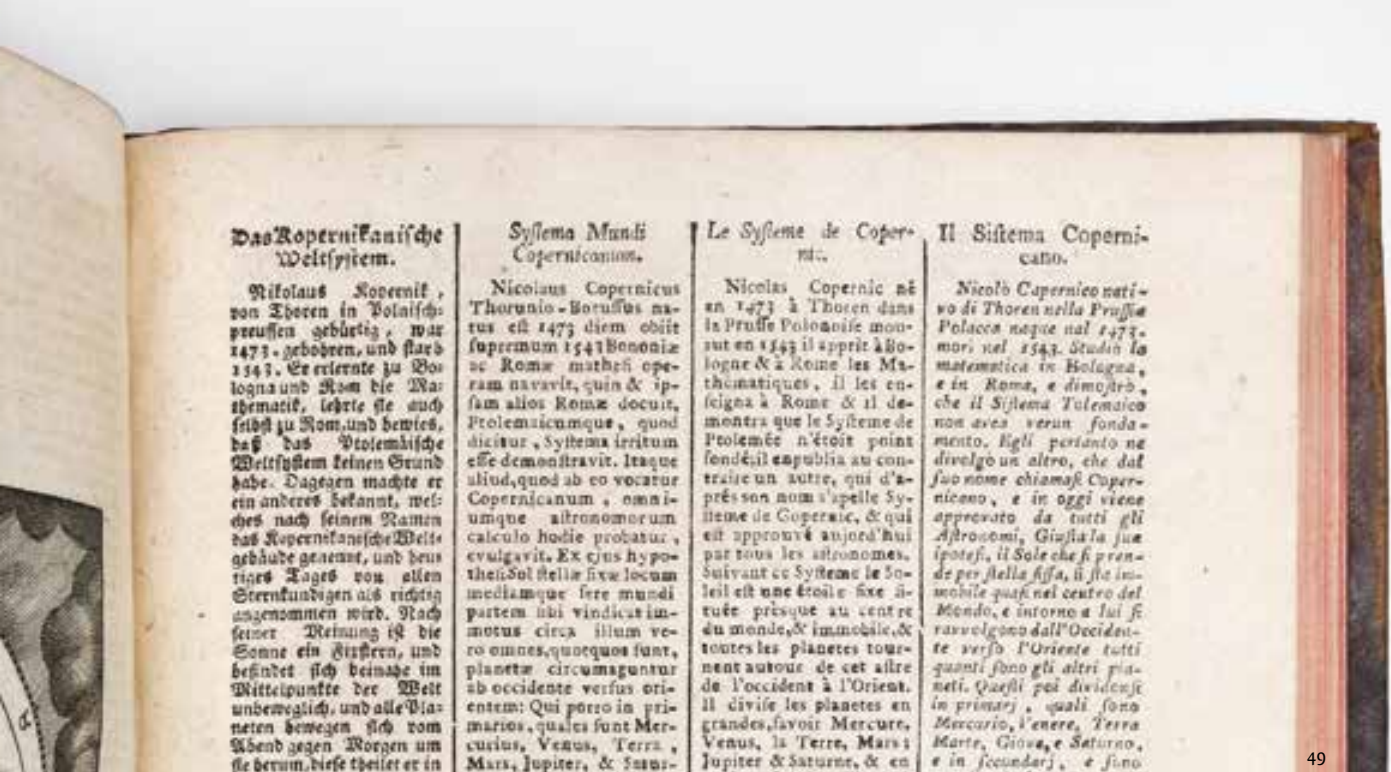 Das Kopernikanische
Weltsystem.
Nikolaus Kopernik,
von Thoren in Polnisch-
preussen gebürtig, war
1473. gebohren, und starb
1543. Er erlernte zu Bo-
logna und Rom die Ma-
thematik, lehrte sie auch
selbst zu Rom, und bewies,
daß das Ptolemäische
Weltsystem keinen Grund
habe. Dagegen machte er
ein anderes bekannt, wel-
ches nach seinem Namen
das Kopernikanische Welt-
gebäude genennt, und heu-
tiges Tages von allen
Sternkundigen als richtig
angenommen wird. Nach
seiner Meinung ist die
Sonne ein Fixstern, und
befindet sich beinahe im
Mittelpunkte der Welt
unbeweglich, und alle Pla-
neten bewegen sich vom
Abend gegen Morgen um
sie herum, diese theilet er in
Systema Mundi
Copernicanum.
Nicolaus Copernicus
Thorunio-Borussus na-
tus est 1473 diem obiit
supremum 1543 Bononiæ
ac Romæ mathesi ope-
ram navavit, quin & ip-
sam alios Romæ docuit,
Ptolemaicumque, quod
dicitur, Systema irritum
esse demonstravit. Itaque
aliud, quod ab eo vocatur
Copernicanum, omni-
umque astronomorum
calculo hodie probatur,
evulgavit. Ex ejus hypo-
thesi Sol stellæ fixæ locum
mediamque fere mundi
partem sibi vindicat im-
motus circa illum ve-
ro omnes, quotquot sunt,
planetæ circumaguntur
ab occidente versus ori-
entem: Qui porro in pri-
marios, quales sunt Mer-
curius, Venus, Terra,
Mars, Jupiter, & Satur-
Le Systeme de Coper-
nic.
Nicolas Copernic né
en 1473 à Thoren dans
la Prusse Polonoise mou-
rut en 1543 il apprit à Bo-
logne & à Rome les Ma-
thématiques, il les en-
seigna à Rome & il de-
montra que le Systeme de
Ptolemée n'étoit point
fondé; il en publia au con-
traire un autre, qui d'a-
prés son nom s'apelle Sy-
steme de Copernic, & qui
est approuvé aujord'hui
par tous les astronomes.
Suivant ce Systeme le So-
leil est une étoile fixe si-
tuée prèsque au centre
du monde, & immobile, &
toutes les planetes tour-
nent autour de cet astre
de l'occident à l'Orient.
Il divise les planetes en
grandes, savoir Mercure,
Venus, la Terre, Mars;
Jupiter & Saturne, & en
Il Sistema Coperni-
cano.
Nicolò Capernico nati-
vo di Thoren nella Prussia
Polacca naque nal 1473.
mori nel 1543. Studiò la
matematica in Bologna,
e in Roma, e dimostrò,
che il Sistema Tolemaico
non avea verun fonda-
mento. Egli pertanto ne
divolgo un altro, che dal
suo nome chiamasi Coper-
nicano, e in oggi viene
approvato da tutti gli
Astronomi, Giusta la sua
ipotesi, il Sole che si pren-
de per stella fissa, si sta im-
mobile quasi nel centro del
Mondo, e intorno a lui si
ravvolgono dall'Occiden-
te verso l'Oriente tutti
quanti sono gli altri pia-
neti. Questi poi dividonsi
in primarj, quali sono
Mercurio, Venere, Terra
Marte, Giove, e Saturno,
e in secondarj, e sono
49